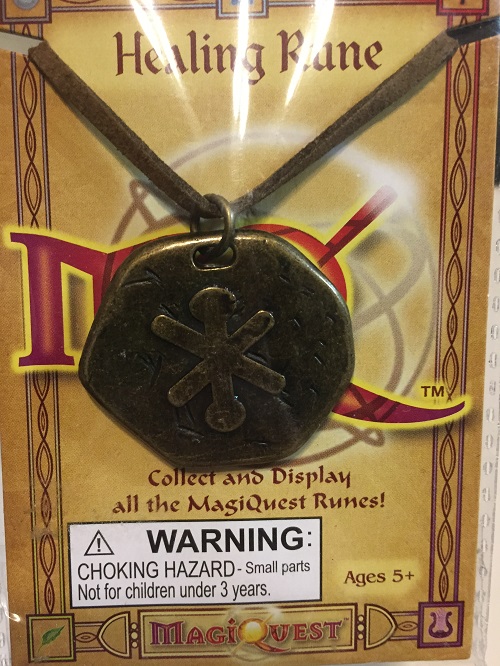 Healing Rune
MQ
TM
Collect and Display
all the MagiQuest Runes!
WARNING:
CHOKING HAZARD - Small parts
Not for children under 3 years.
Ages 5+
MAGIQUEST